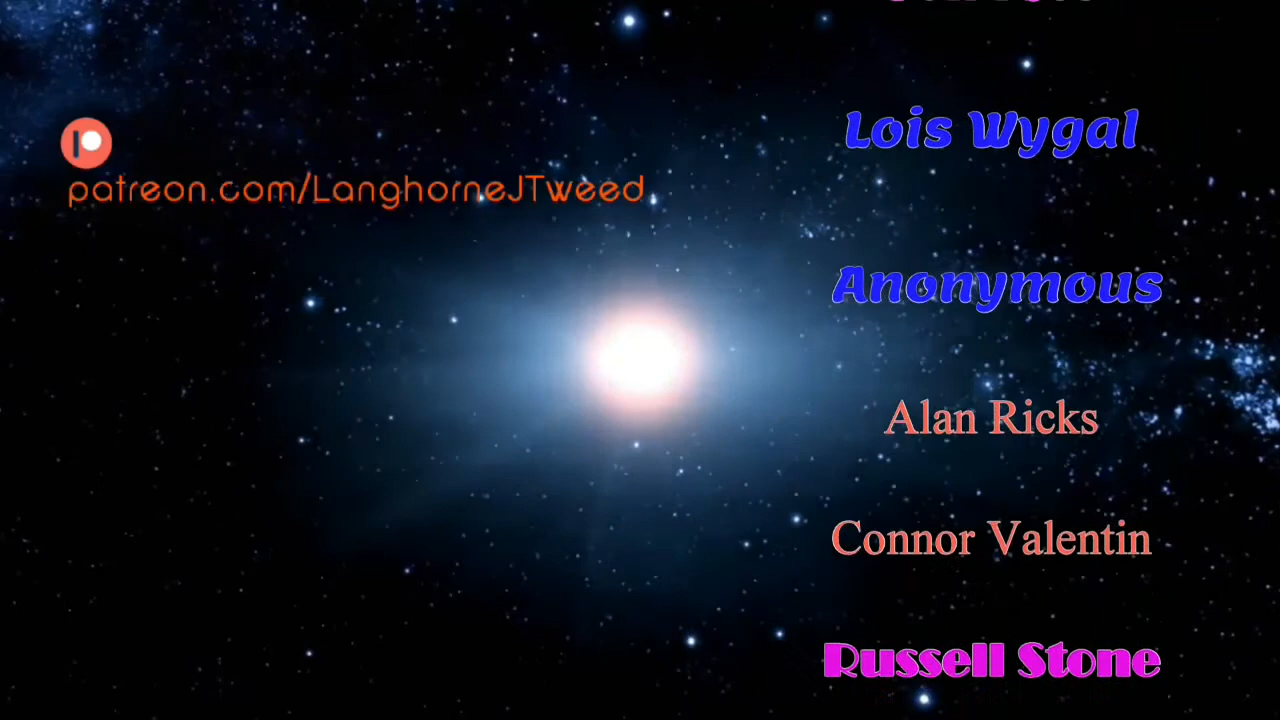 patreon.com/LanghorneJTweed
Lois Wygal
Anonymous
Alan Ricks
Connor Valentin
Russell Stone